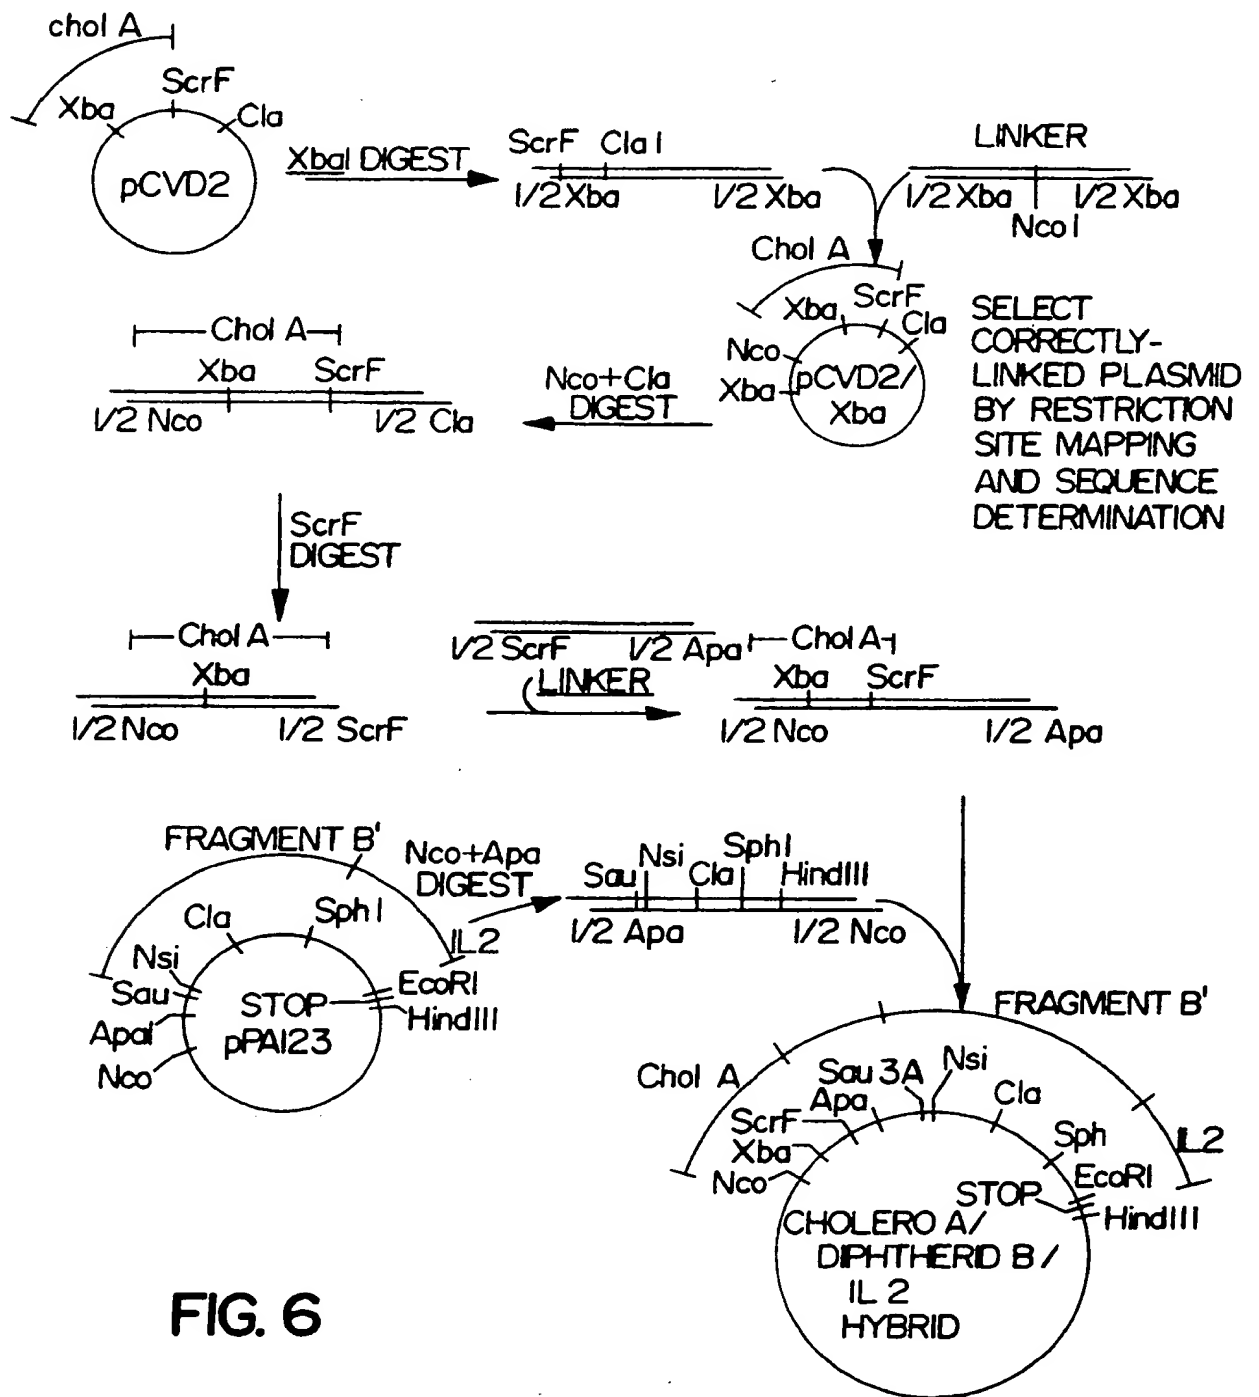 chol A
ScrF
Xba
Cla
pCVD2
XbaI DIGEST
ScrF
Cla I
1/2 Xba
1/2 Xba
LINKER
1/2 Xba
1/2 Xba
Nco I
Chol A
Xba
ScrF
Cla
Nco
Xba
pCVD2/
Xba
SELECT
CORRECTLY-
LINKED PLASMID
BY RESTRICTION
SITE MAPPING
AND SEQUENCE
DETERMINATION
Nco+Cla
DIGEST
Chol A
Xba
ScrF
1/2 Nco
1/2 Cla
ScrF
DIGEST
Chol A
Xba
1/2 Nco
1/2 ScrF
1/2 ScrF
1/2 Apa
LINKER
Chol A
Xba
ScrF
1/2 Nco
1/2 Apa
FRAGMENT B'
Cla
Sph I
IL2
Nsi
Sau
ApaI
Nco
STOP
EcoRI
HindIII
pPA123
Nco+Apa
DIGEST
Sau
Nsi
Cla
SphI
HindIII
1/2 Apa
1/2 Nco
FRAGMENT B'
Chol A
Sau 3A
Nsi
Apa
Cla
ScrF
Xba
Nco
Sph
IL2
EcoRI
STOP
HindIII
CHOLERO A/
DIPHTHERID B/
IL 2
HYBRID
FIG. 6